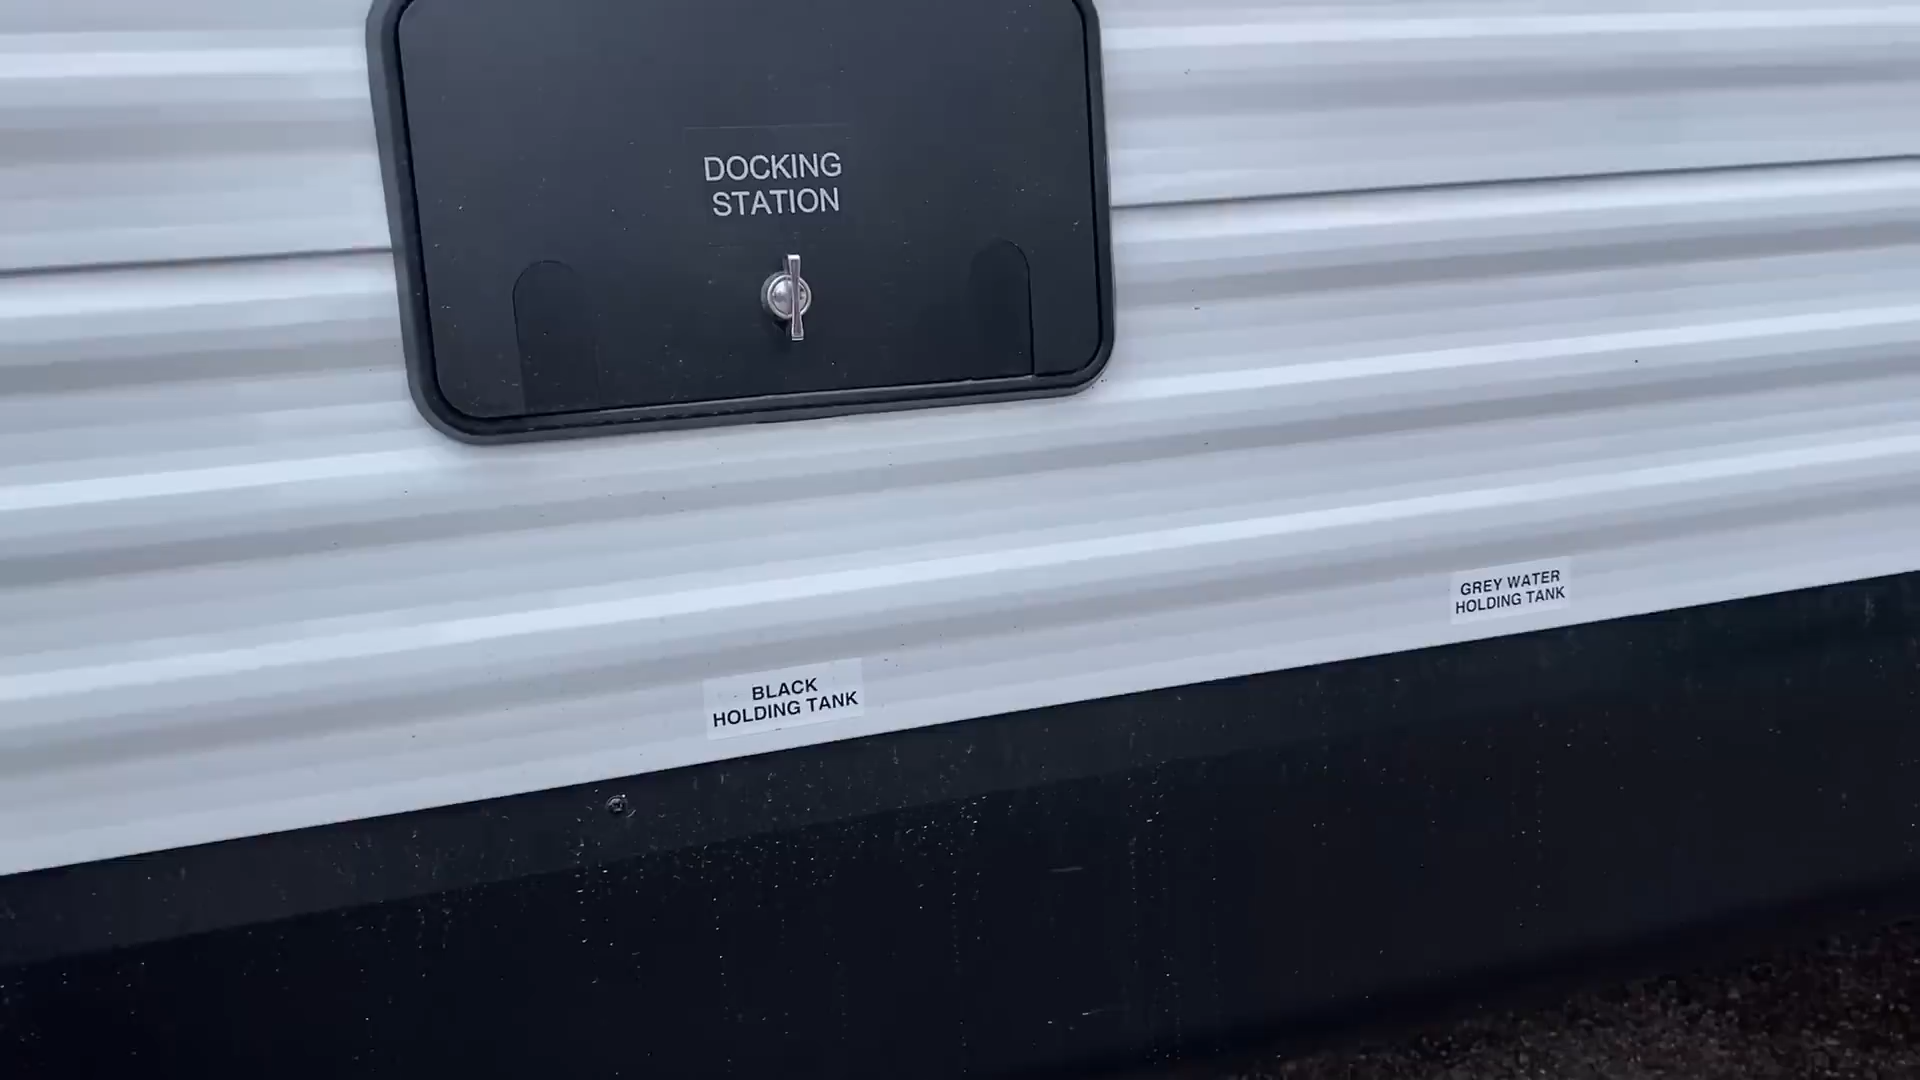 DOCKING
STATION
GREY WATER
HOLDING TANK
BLACK
HOLDING TANK